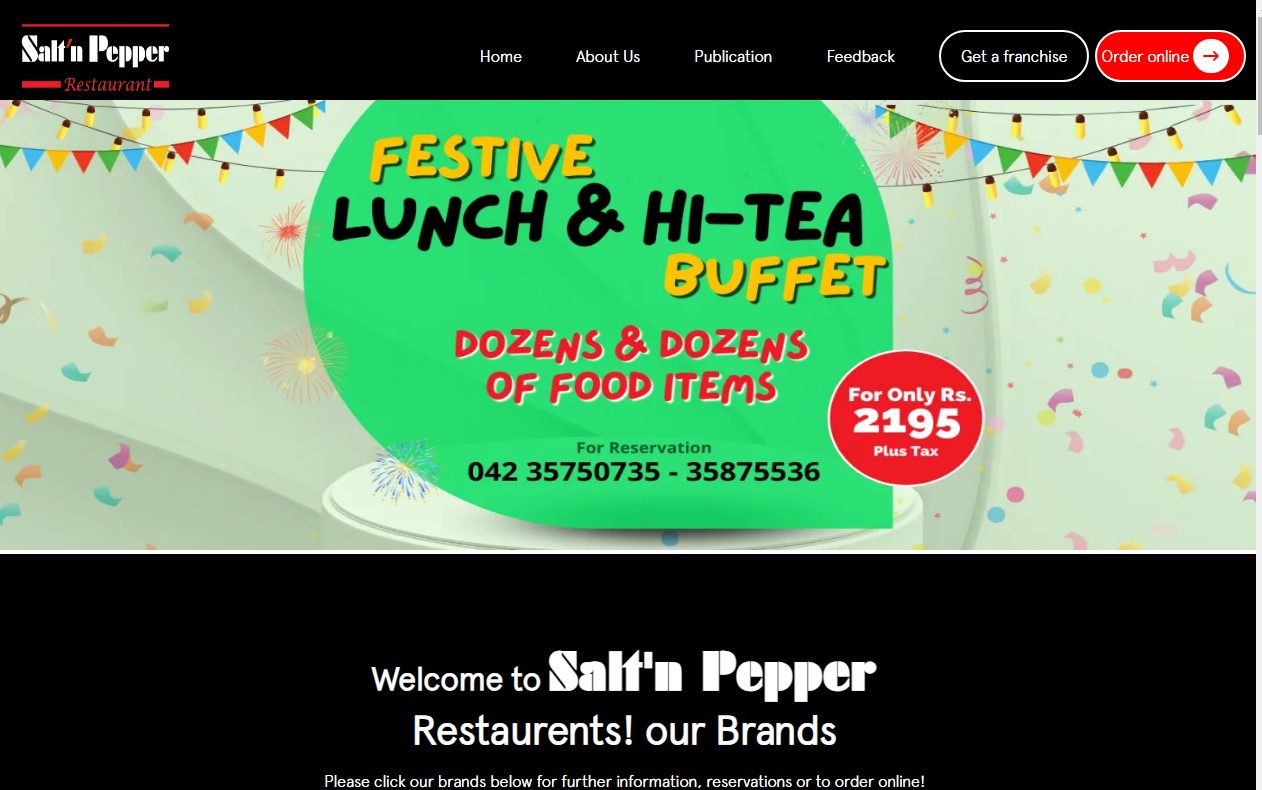 Salt'n Pepper
Restaurant
Home
About Us
Publication
Feedback
Get a franchise
Order online
FESTIVE
LUNCH & HI-TEA
BUFFET
DOZENS & DOZENS
OF FOOD ITEMS
For Only Rs.
2195
Plus Tax
For Reservation
042 35750735 - 35875536
Welcome to Salt'n Pepper
Restaurents! our Brands
Please click our brands below for further information, reservations or to order online!